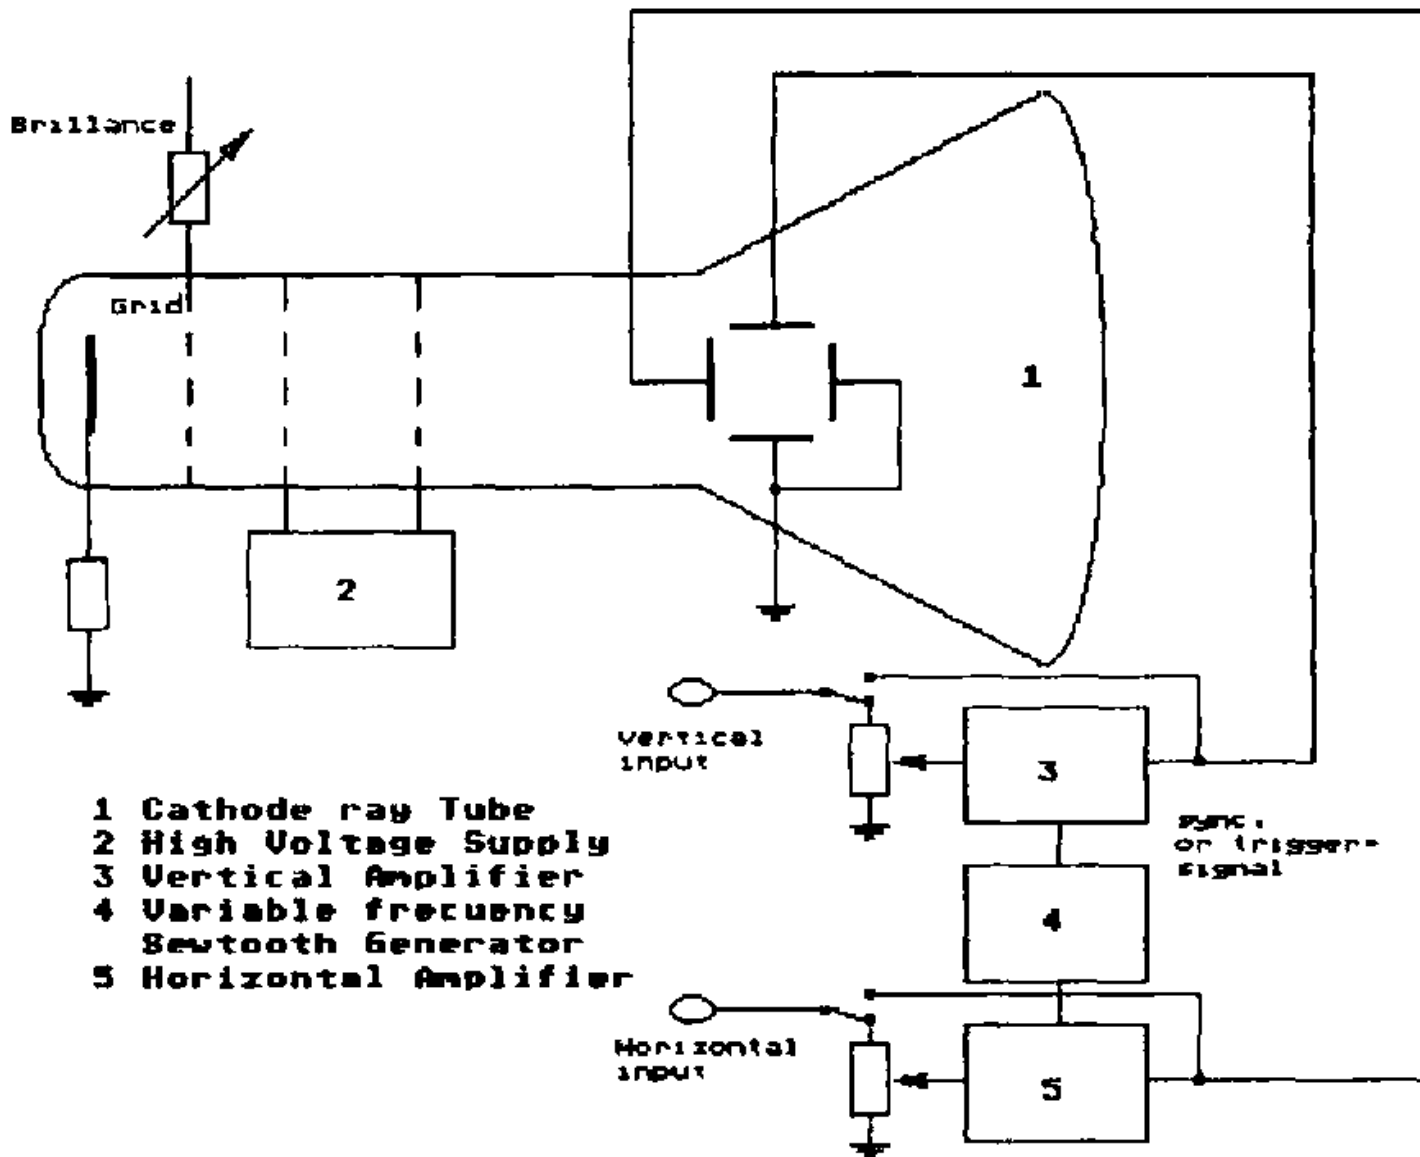 Brillance
Grid
1
2
Vertical
input
3
sync.
or trigger-
signal
4
1 Cathode ray Tube
2 High Voltage Supply
3 Vertical Amplifier
4 Variable frecuency
Sewtooth Generator
5 Horizontal Amplifier
Horizontal
input
5